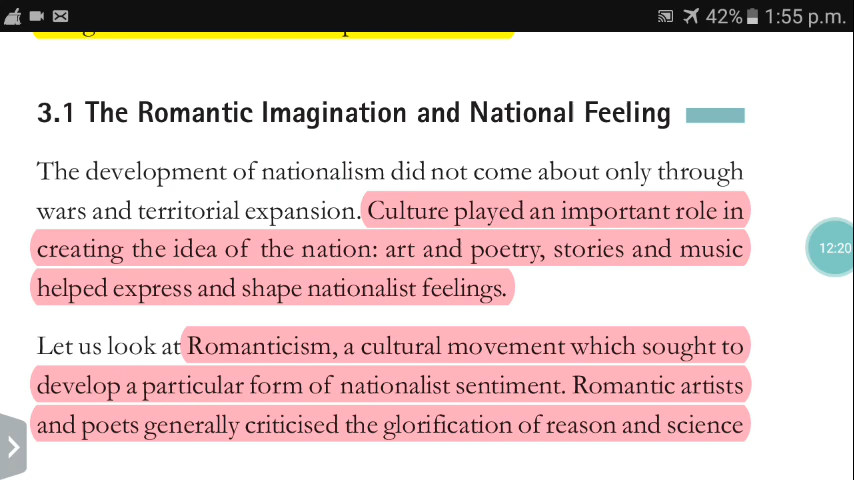 42% 1:55 p.m.
3.1 The Romantic Imagination and National Feeling
The development of nationalism did not come about only through
wars and territorial expansion. Culture played an important role in
creating the idea of the nation: art and poetry, stories and music
helped express and shape nationalist feelings.
12:20
Let us look at Romanticism, a cultural movement which sought to
develop a particular form of nationalist sentiment. Romantic artists
and poets generally criticised the glorification of reason and science